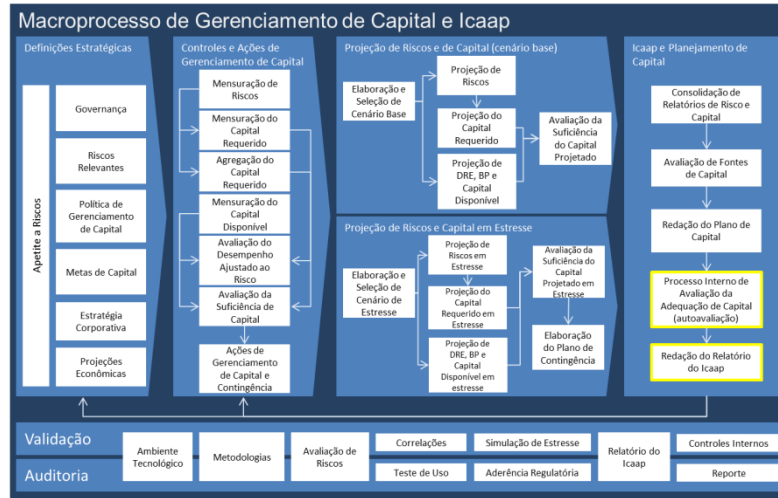 Macroprocesso de Gerenciamento de Capital e Icaap
Definições Estratégicas
Apetite a Riscos
Governança
Riscos
Relevantes
Política de
Gerenciamento
de Capital
Metas de Capital
Estratégia
Corporativa
Projeções
Econômicas
Controles e Ações de
Gerenciamento de Capital
Mensuração de
Riscos
Mensuração do
Capital
Requerido
Agregação do
Capital
Requerido
Mensuração do
Capital
Disponível
Avaliação do
Desempenho
Ajustado ao
Risco
Avaliação da
Suficiência de
Capital
Ações de
Gerenciamento
de Capital e
Contingência
Projeção de Riscos e de Capital (cenário base)
Elaboração e
Seleção de
Cenário Base
Projeção de
Riscos
Projeção do
Capital
Requerido
Projeção de
DRE, BP e
Capital
Disponível
Avaliação da
Suficiência
do Capital
Projetado
Projeção de Riscos e Capital em Estresse
Elaboração e
Seleção de
Cenário de
Estresse
Projeção de
Riscos em
Estresse
Projeção do
Capital
Requerido em
Estresse
Projeção de
DRE, BP e
Capital
Disponível em
estresse
Avaliação da
Suficiência do
Capital
Projetado em
Estresse
Elaboração
do Plano de
Contingência
Icaap e Planejamento de
Capital
Consolidação de
Relatórios de Risco e
Capital
Avaliação de Fontes
de Capital
Redação do Plano de
Capital
Processo Interno de
Avaliação da
Adequação de Capital
(autoavaliação)
Redação do Relatório
do Icaap
Validação
Auditoria
Ambiente
Tecnológico
Metodologias
Avaliação de
Riscos
Correlações
Simulação de Estresse
Teste de Uso
Aderência Regulatória
Relatório do
Icaap
Controles Internos
Reporte